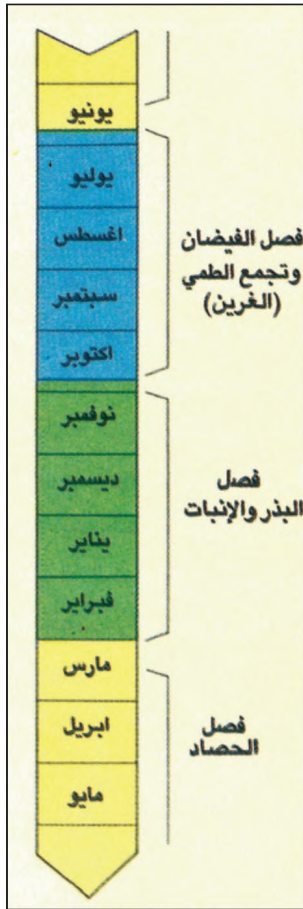 يونيو
يوليو
اغسطس
سبتمبر
اكتوبر
فصل الفيضان
وتجمع الطمي
(الغرين)
نوفمبر
ديسمبر
يناير
فبراير
فصل
البذر والإنبات
مارس
ابريل
مايو
فصل
الحصاد